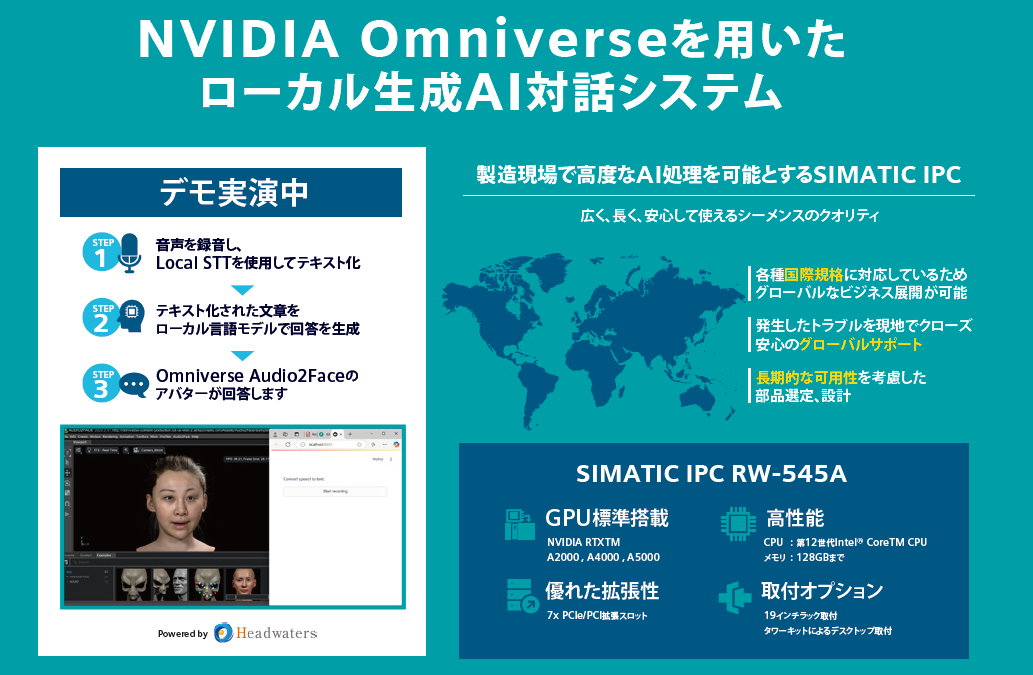 NVIDIA Omniverseを用いた
ローカル生成AI対話システム
デモ実演中
STEP
1
音声を録音し、
Local STTを使用してテキスト化
STEP
2
テキスト化された文章を
ローカル言語モデルで回答を生成
STEP
3
Omniverse Audio2Faceの
アバターが回答します
Convert speech to text:
Start recording
Powered by Headwaters
製造現場で高度なAI処理を可能とするSIMATIC IPC
広く、長く、安心して使えるシーメンスのクオリティ
各種国際規格に対応しているため
グローバルなビジネス展開が可能
発生したトラブルを現地でクローズ
安心のグローバルサポート
長期的な可用性を考慮した
部品選定、設計
SIMATIC IPC RW-545A
GPU標準搭載
NVIDIA RTXTM
A2000 , A4000 , A5000
高性能
CPU ：第12世代Intel® CoreTM CPU
メモリ：128GBまで
優れた拡張性
7x PCIe/PCI拡張スロット
取付オプション
19インチラック取付
タワーキットによるデスクトップ取付